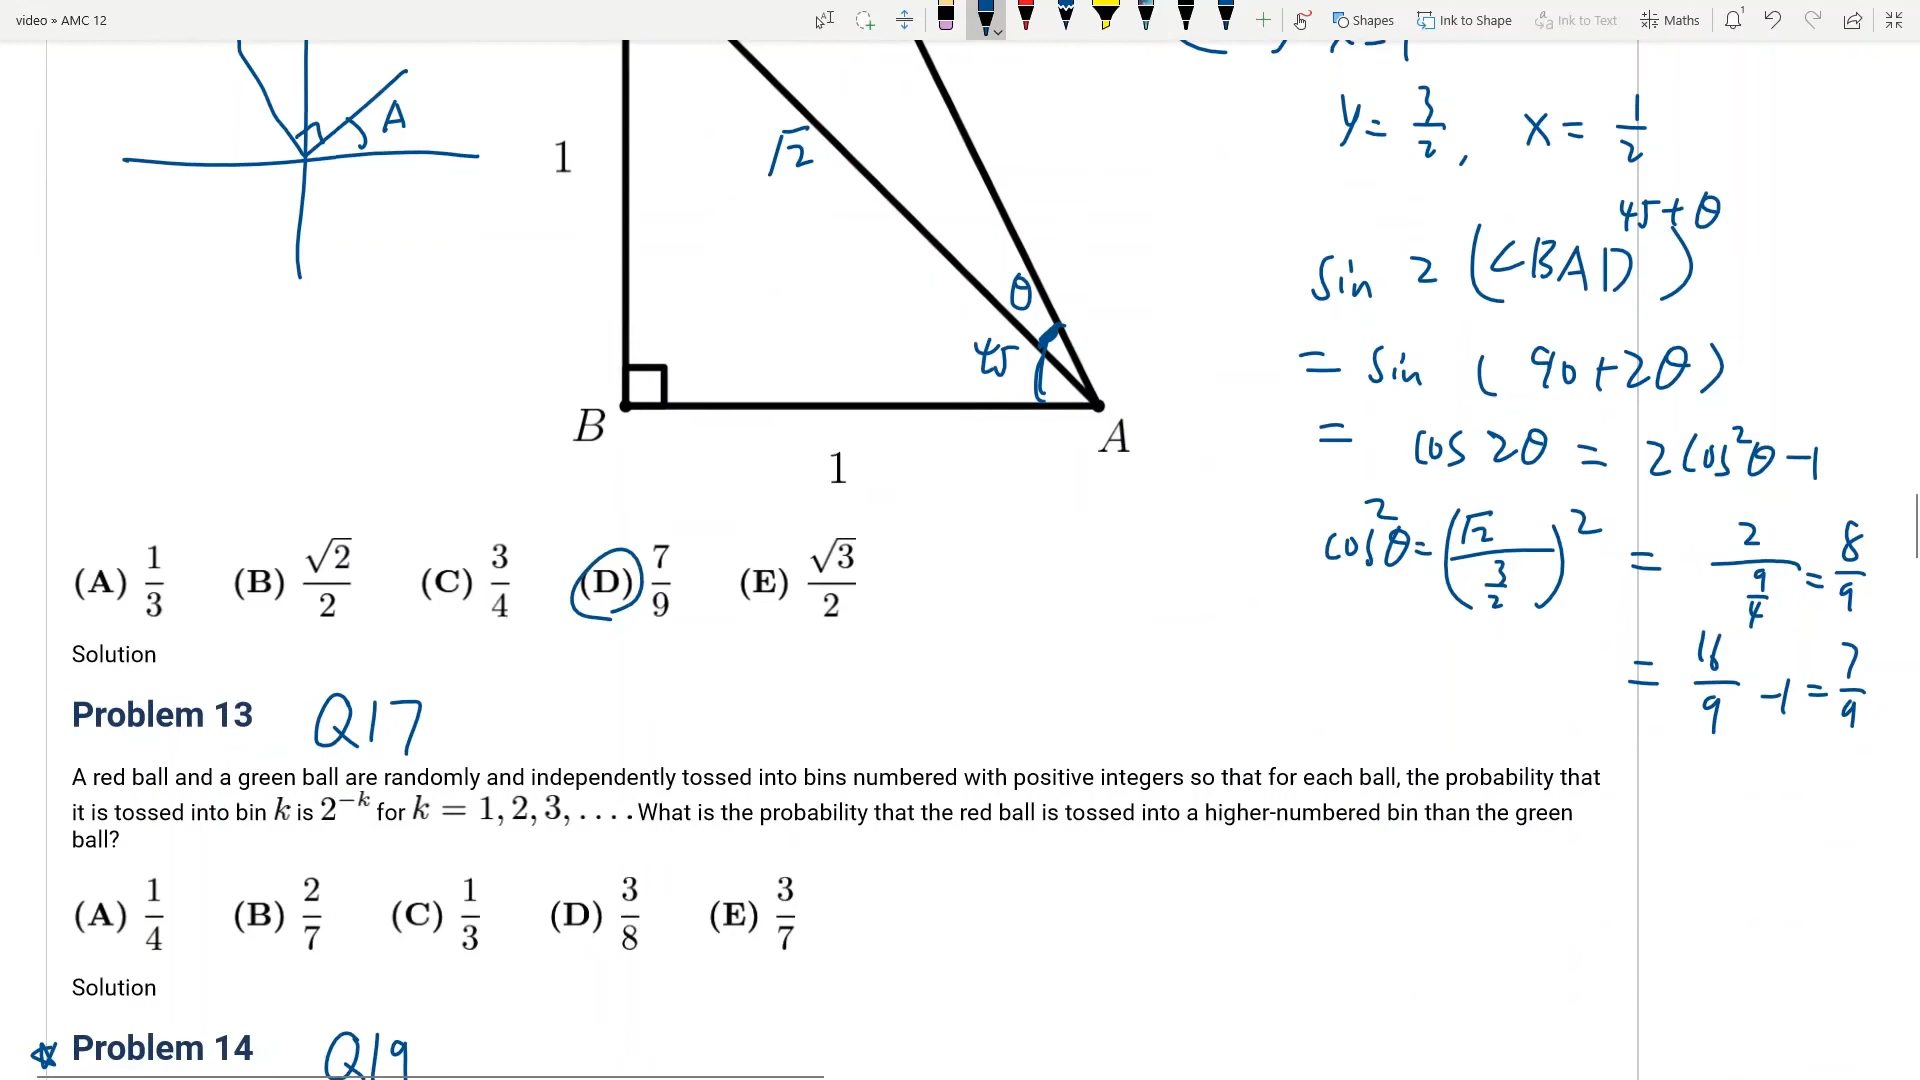 video » AMC 12
Shapes Ink to Shape Ink to Text Maths
x=1
y= 3/2, x= 1/2
A
1
√2
45+θ
sin 2 (<BAD)
θ
45
= sin (90+2θ)
B
A
1
= cos 2θ = 2cos²θ-1
cos²θ= (√2/(3/2))² = 2/(9/4) = 8/9
(A) 1/3 (B) √2/2 (C) 3/4 (D) 7/9 (E) √3/2
= 16/9 -1 = 7/9
Solution
Problem 13 Q17
A red ball and a green ball are randomly and independently tossed into bins numbered with positive integers so that for each ball, the probability that
it is tossed into bin k is 2^{-k} for k = 1, 2, 3, .... What is the probability that the red ball is tossed into a higher-numbered bin than the green
ball?
(A) 1/4 (B) 2/7 (C) 1/3 (D) 3/8 (E) 3/7
Solution
Problem 14 Q19